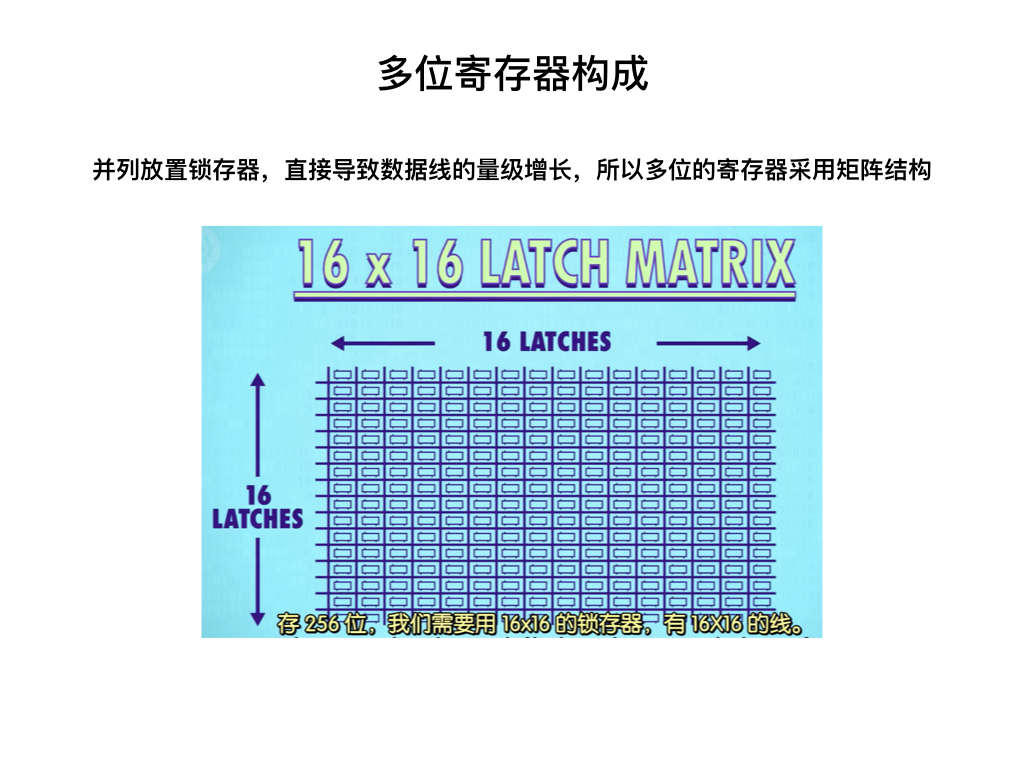 多位寄存器构成
并列放置锁存器，直接导致数据线的量级增长，所以多位的寄存器采用矩阵结构
16 x 16 LATCH MATRIX
16 LATCHES
16
LATCHES
存 256 位，我们需要用 16x16 的锁存器，有 16X16 的线。